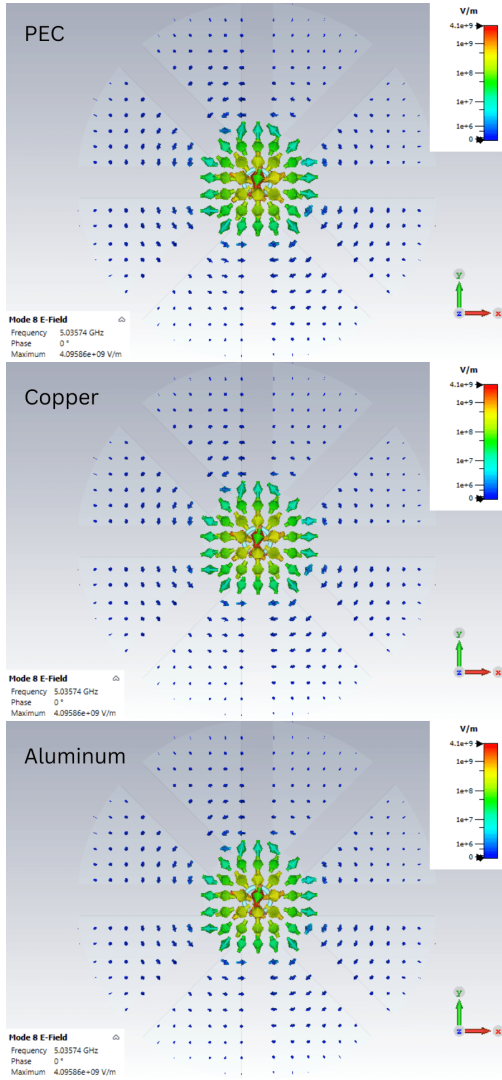 PEC
V/m
4.1e+9
1e+9
1e+8
1e+7
1e+6
0
y
z
x
Mode 8 E-Field
Frequency 5.03574 GHz
Phase 0 °
Maximum 4.09586e+09 V/m
Copper
V/m
4.1e+9
1e+9
1e+8
1e+7
1e+6
0
y
z
x
Mode 8 E-Field
Frequency 5.03574 GHz
Phase 0 °
Maximum 4.09586e+09 V/m
Aluminum
V/m
4.1e+9
1e+9
1e+8
1e+7
1e+6
0
y
z
x
Mode 8 E-Field
Frequency 5.03574 GHz
Phase 0 °
Maximum 4.09586e+09 V/m